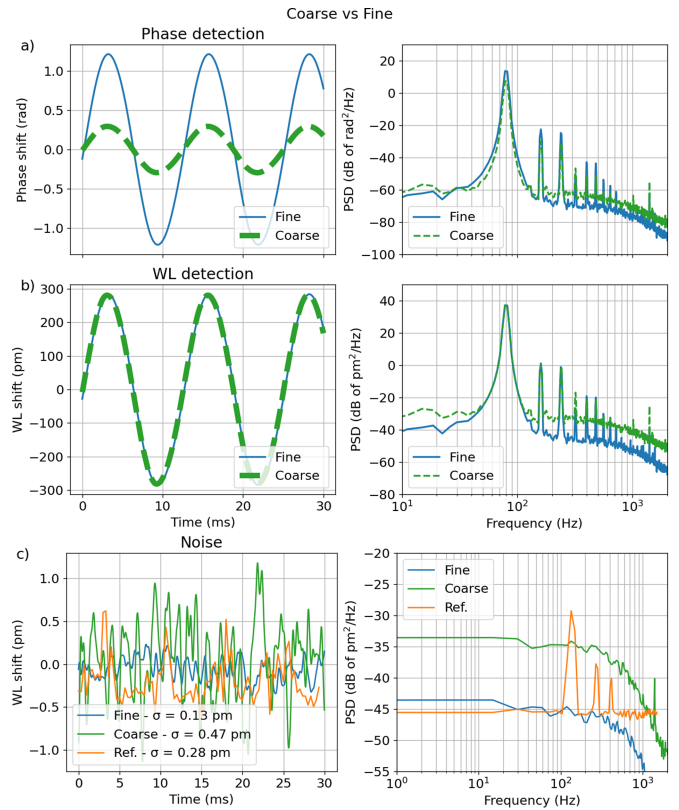 Coarse vs Fine
a)
Phase detection
Phase shift (rad)
1.0
0.5
0.0
−0.5
−1.0
Fine
Coarse
PSD (dB of rad²/Hz)
20
0
−20
−40
−60
−80
−100
Fine
Coarse
b)
WL detection
WL shift (pm)
300
200
100
0
−100
−200
−300
Fine
Coarse
0 10 20 30
Time (ms)
PSD (dB of pm²/Hz)
40
20
0
−20
−40
−60
−80
Fine
Coarse
10¹ 10² 10³
Frequency (Hz)
c)
Noise
WL shift (pm)
1.0
0.5
0.0
−0.5
−1.0
Fine - σ = 0.13 pm
Coarse - σ = 0.47 pm
Ref. - σ = 0.28 pm
0 5 10 15 20 25 30
Time (ms)
PSD (dB of pm²/Hz)
−20
−25
−30
−35
−40
−45
−50
−55
Fine
Coarse
Ref.
10⁰ 10¹ 10² 10³
Frequency (Hz)